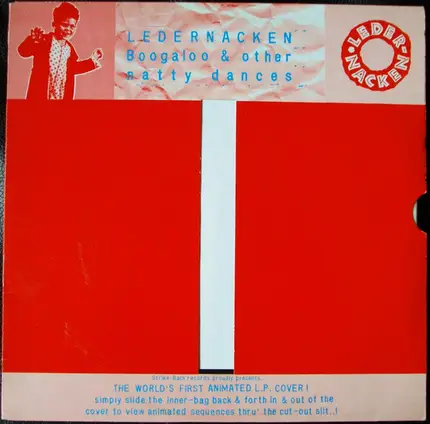 LEDERNACKEN
Boogaloo & other
natty dances
LEDER-
NACKEN
Strike-Back records proudly presents...
THE WORLD'S FIRST ANIMATED L.P. COVER!
simply slide the inner-bag back & forth in & out of the
cover to view animated sequences thru' the cut-out slit..!